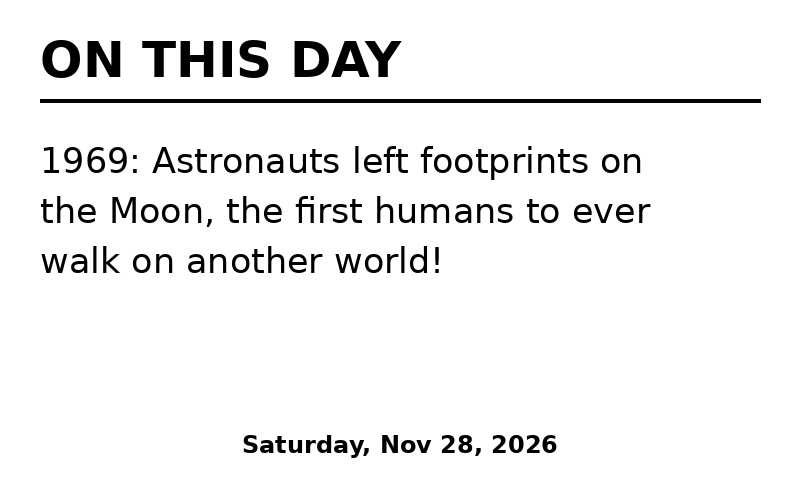 ON THIS DAY
1969: Astronauts left footprints on
the Moon, the first humans to ever
walk on another world!
Saturday, Nov 28, 2026